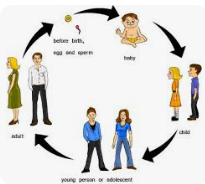 before birth,
egg and sperm
baby
child
young person or adolescent
adult